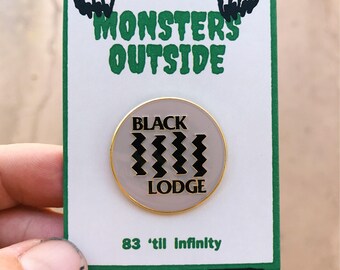 MONSTERS
OUTSIDE
BLACK
LODGE
83 'til infinity